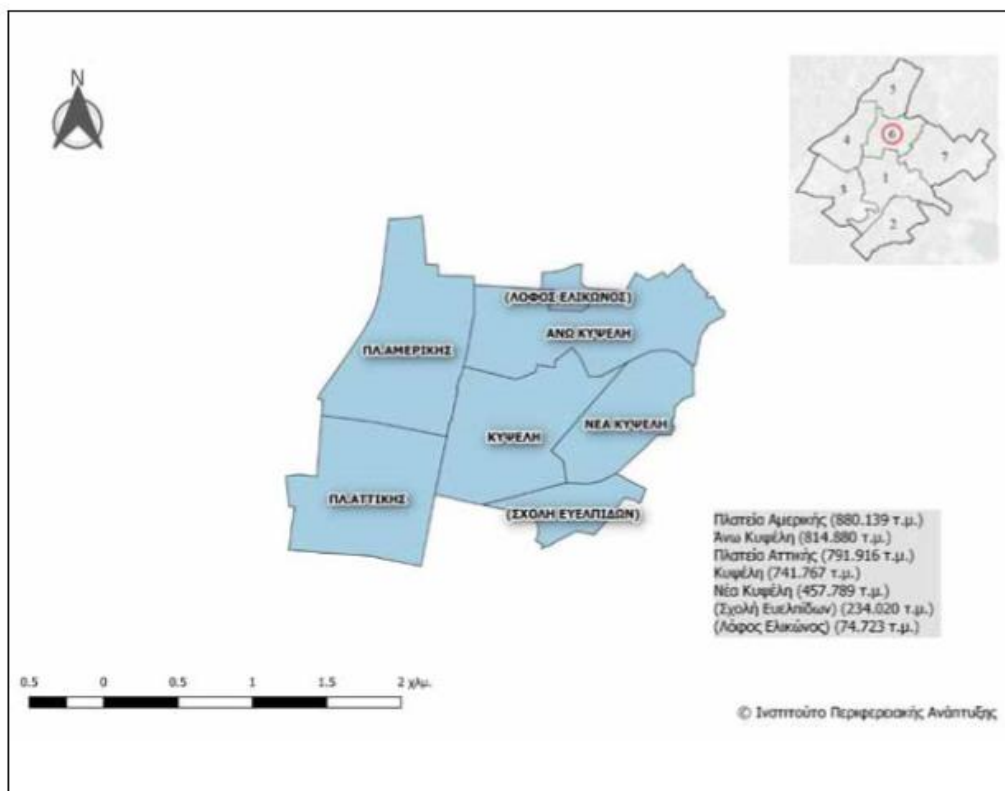 N
5
4
6
7
3
1
2
(ΛΟΦΟΣ ΕΛΙΚΩΝΟΣ)
ΑΝΩ ΚΥΨΕΛΗ
ΠΛ.ΑΜΕΡΙΚΗΣ
ΝΕΑ ΚΥΨΕΛΗ
ΚΥΨΕΛΗ
ΠΛ.ΑΤΤΙΚΗΣ
(ΣΧΟΛΗ ΕΥΕΛΠΙΔΩΝ)
Πλατεία Αμερικής (880.139 τ.μ.)
Άνω Κυψέλη (814.880 τ.μ.)
Πλατεία Αττικής (791.916 τ.μ.)
Κυψέλη (741.767 τ.μ.)
Νέα Κυψέλη (457.789 τ.μ.)
(Σχολή Ευελπίδων) (234.020 τ.μ.)
(Λόφος Ελικώνος) (74.723 τ.μ.)
0.5 0 0.5 1 1.5 2 χλμ.
© Ινστιτούτο Περιφερειακής Ανάπτυξης